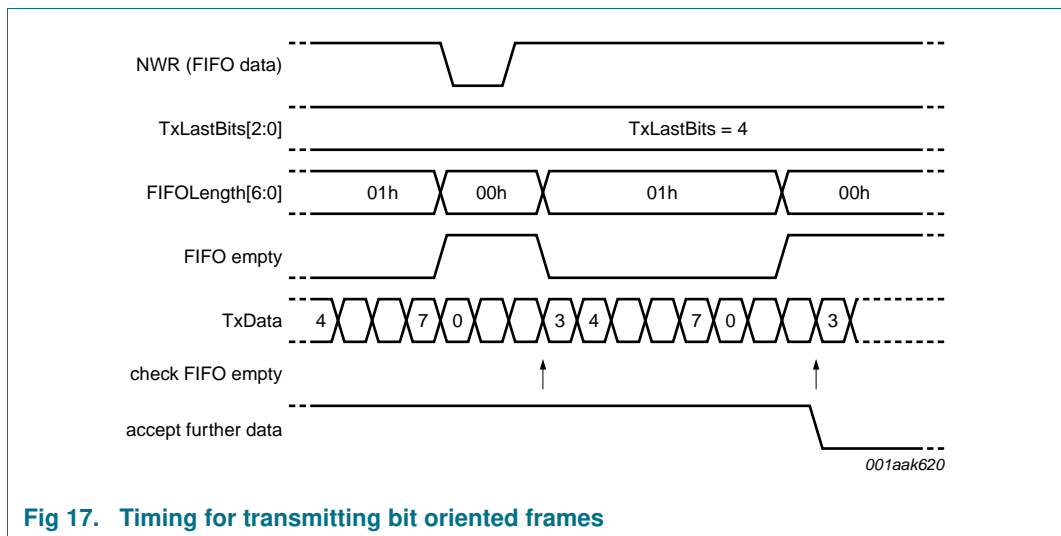 NWR (FIFO data)
TxLastBits[2:0]
TxLastBits = 4
FIFOLength[6:0]
01h
00h
01h
00h
FIFO empty
TxData
4
7
0
3
4
7
0
3
check FIFO empty
accept further data
001aak620
Fig 17. Timing for transmitting bit oriented frames